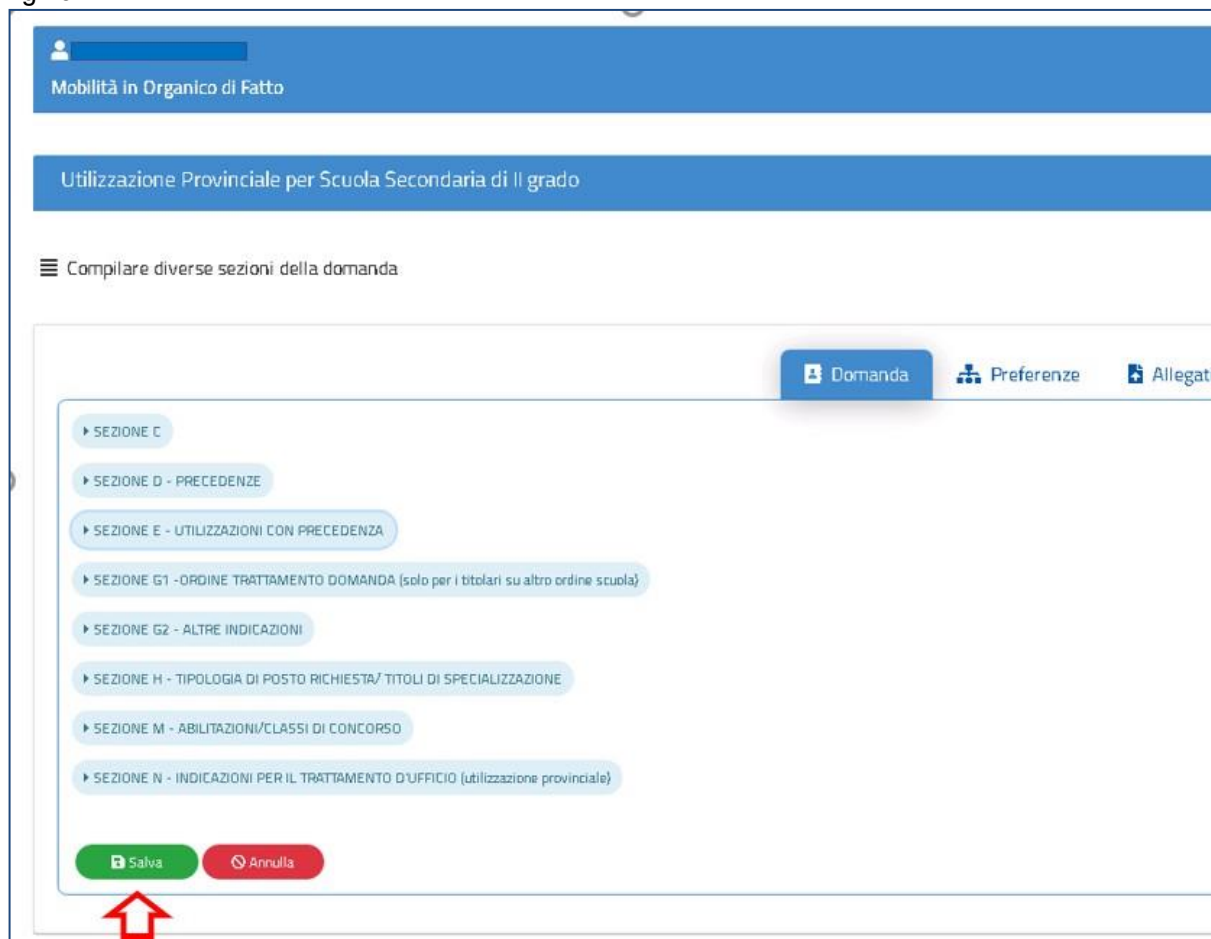 Mobilità in Organico di Fatto
Utilizzazione Provinciale per Scuola Secondaria di II grado
Compilare diverse sezioni della domanda
Domanda Preferenze Allegat
SEZIONE C
SEZIONE D - PRECEDENZE
SEZIONE E - UTILIZZAZIONI CON PRECEDENZA
SEZIONE G1 -ORDINE TRATTAMENTO DOMANDA (solo per i titolari su altro ordine scuola)
SEZIONE G2 - ALTRE INDICAZIONI
SEZIONE H - TIPOLOGIA DI POSTO RICHIESTA/ TITOLI DI SPECIALIZZAZIONE
SEZIONE M - ABILITAZIONI/CLASSI DI CONCORSO
SEZIONE N - INDICAZIONI PER IL TRATTAMENTO D'UFFICIO (utilizzazione provinciale)
Salva Annulla